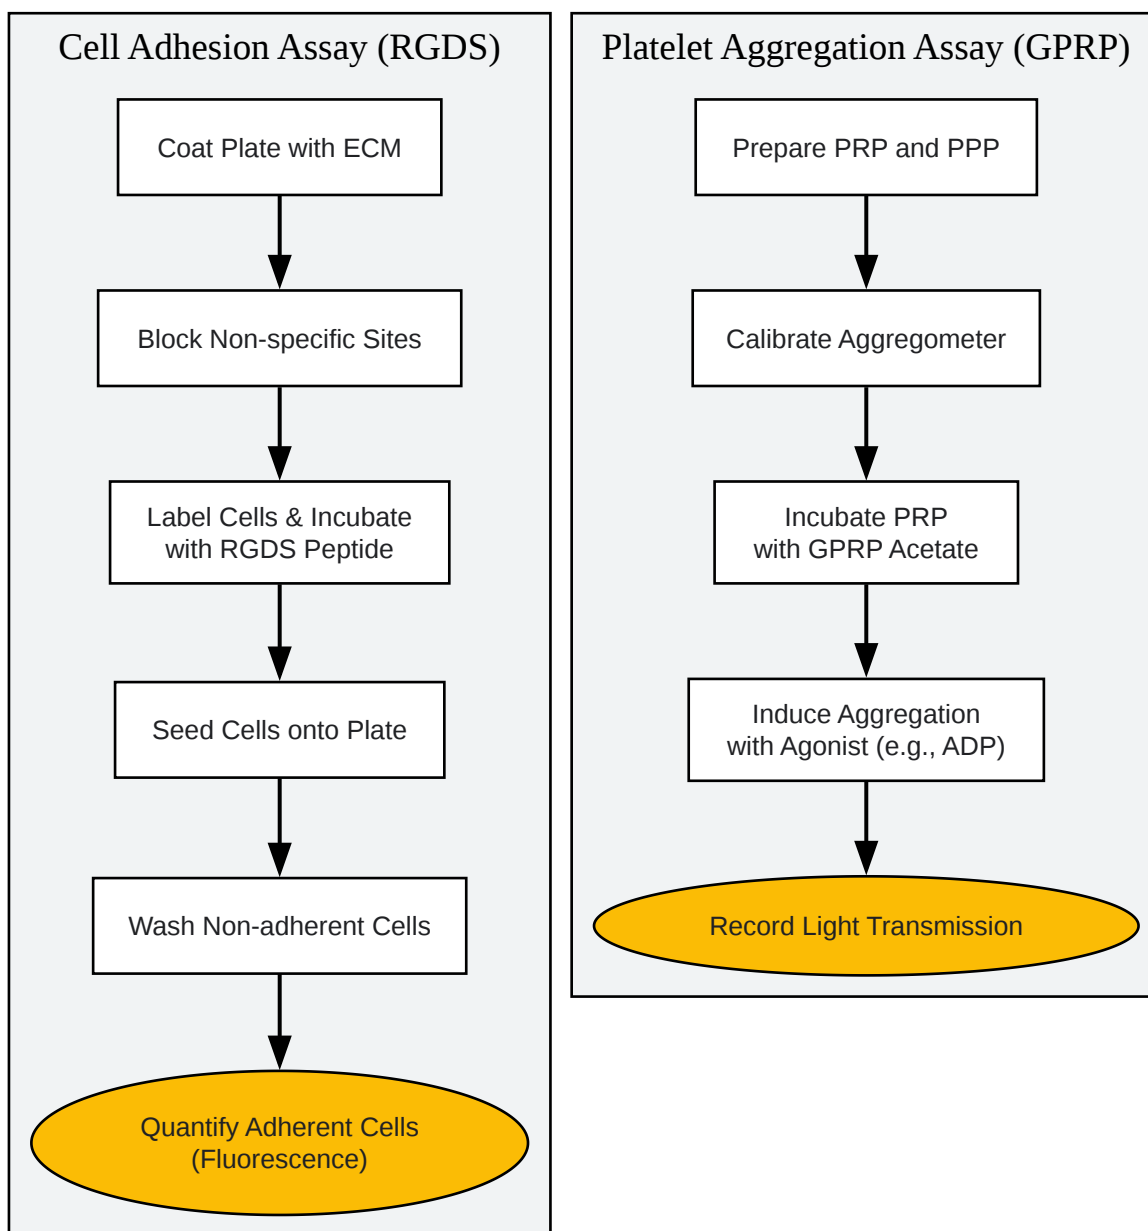 Cell Adhesion Assay (RGDS)
Coat Plate with ECM
Block Non-specific Sites
Label Cells & Incubate
with RGDS Peptide
Seed Cells onto Plate
Wash Non-adherent Cells
Quantify Adherent Cells
(Fluorescence)
Platelet Aggregation Assay (GPRP)
Prepare PRP and PPP
Calibrate Aggregometer
Incubate PRP
with GPRP Acetate
Induce Aggregation
with Agonist (e.g., ADP)
Record Light Transmission